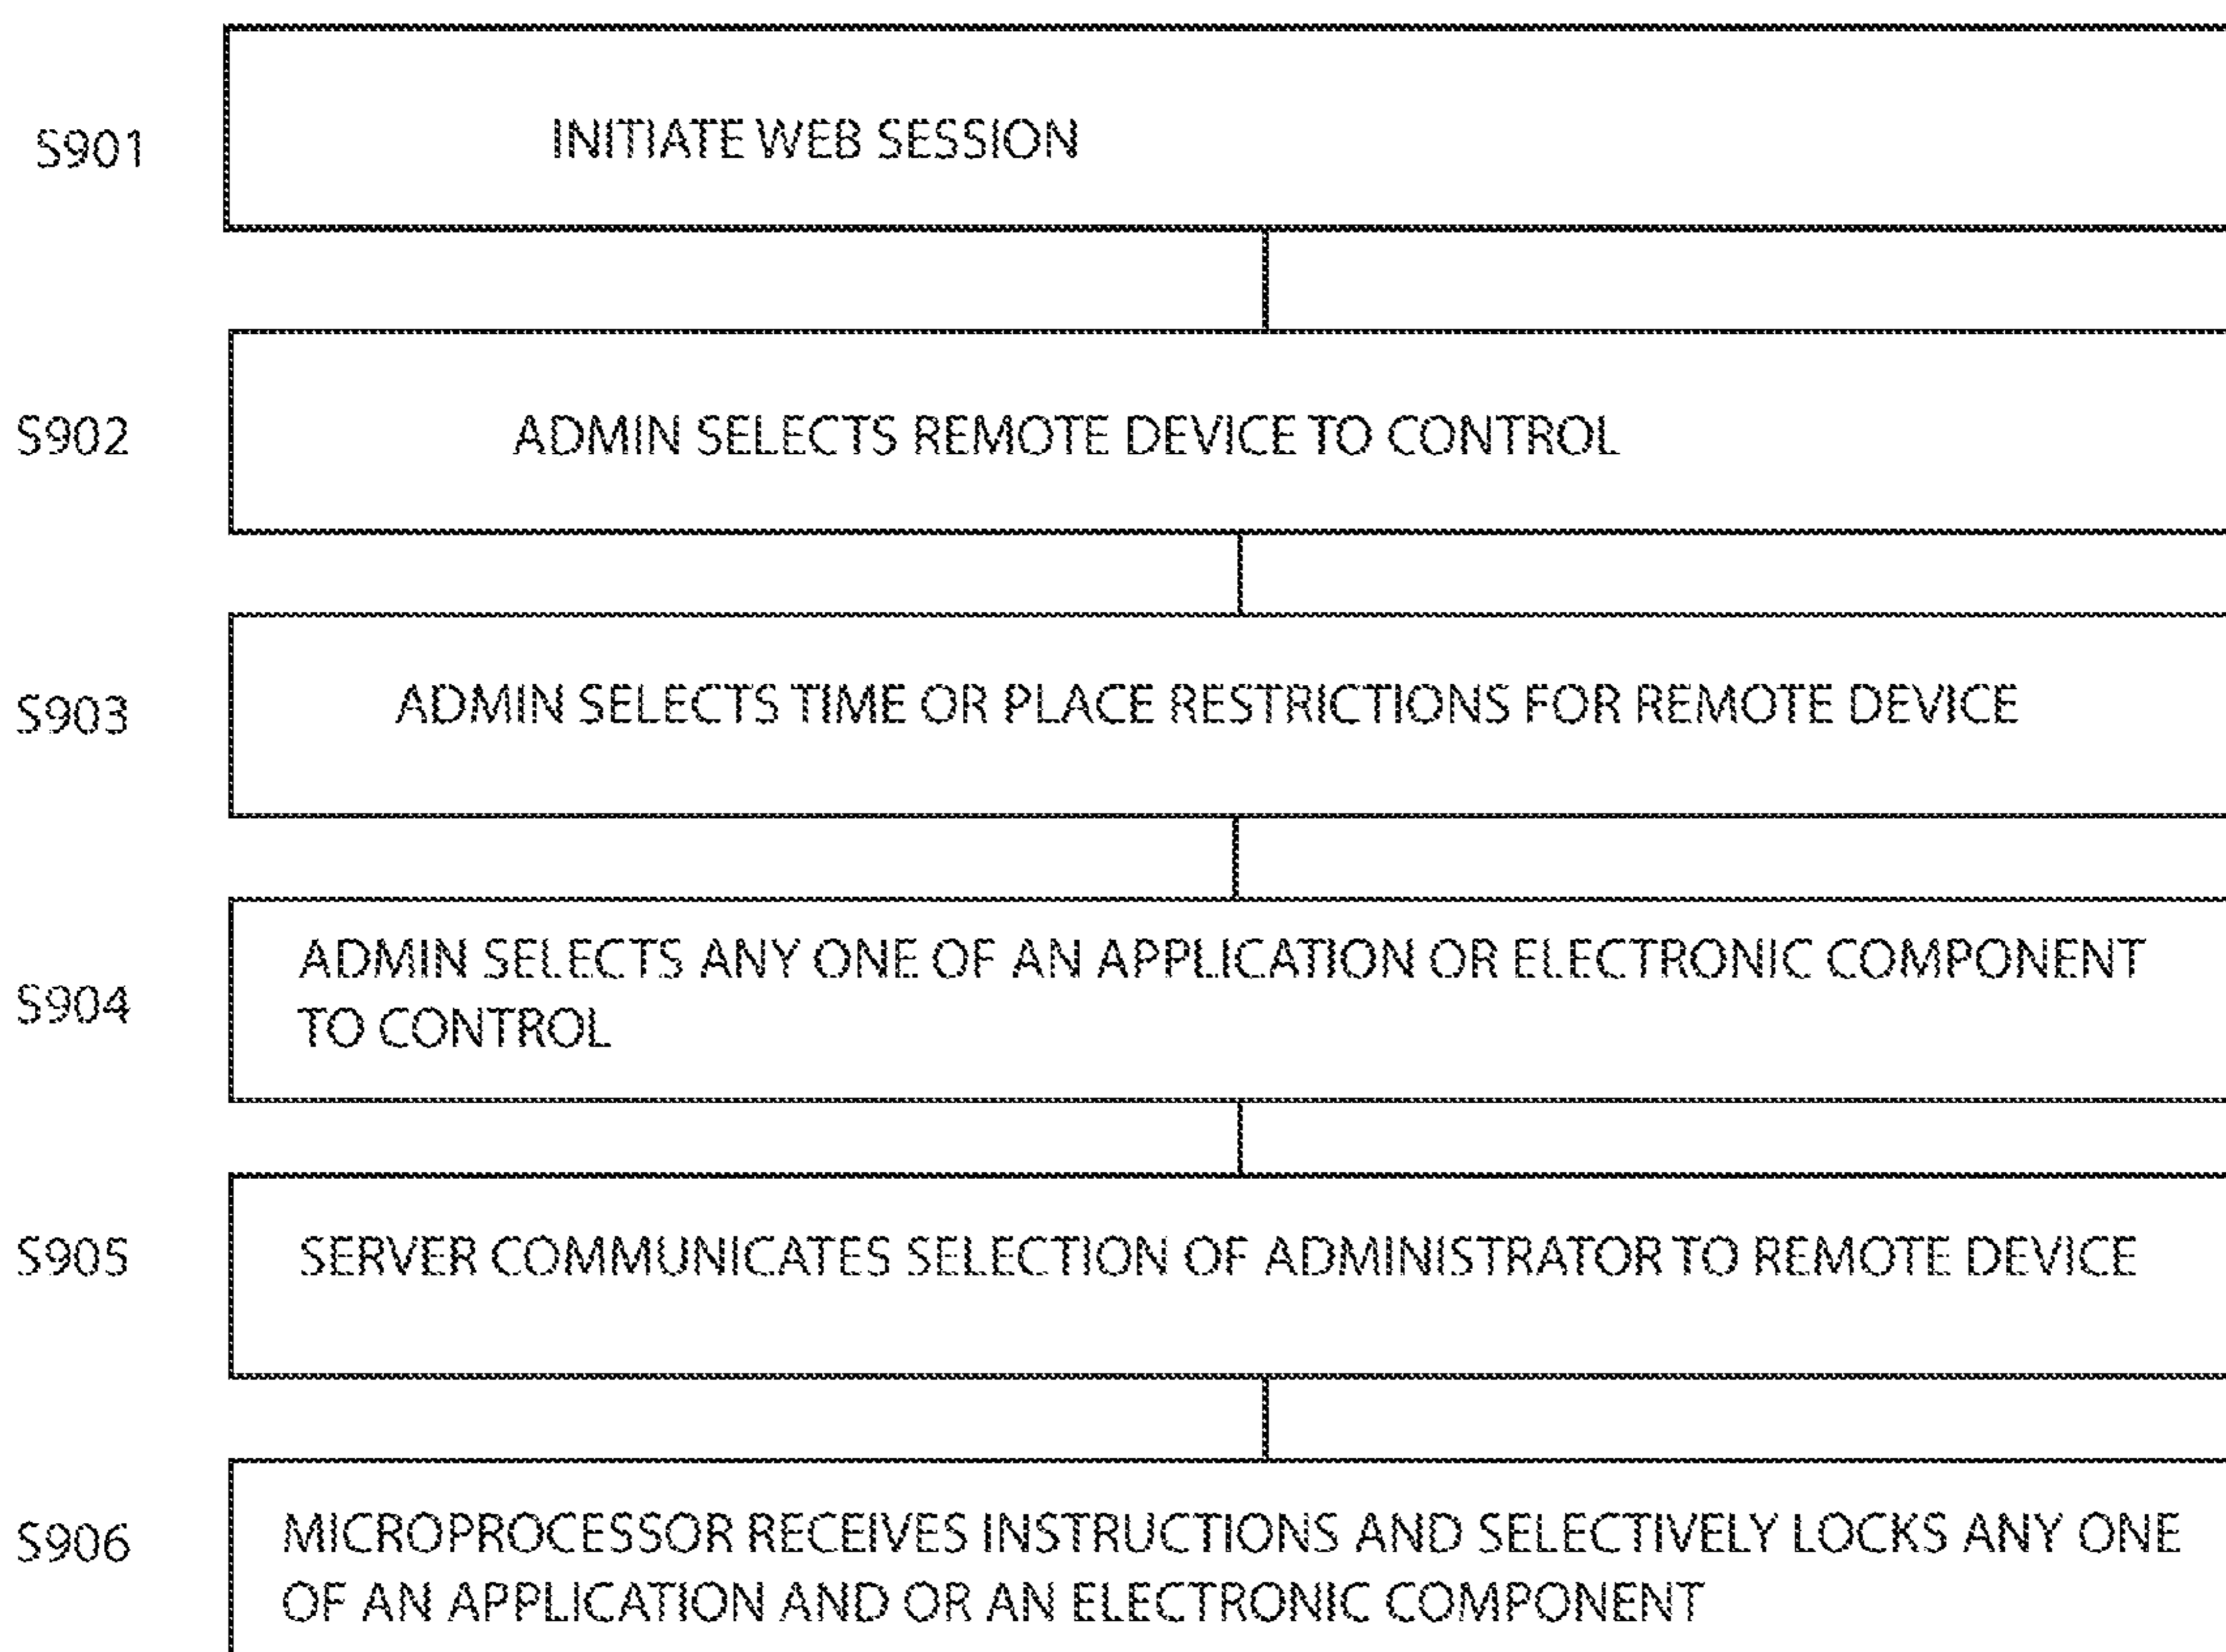 S901
INITIATE WEB SESSION
S902
ADMIN SELECTS REMOTE DEVICE TO CONTROL
S903
ADMIN SELECTS TIME OR PLACE RESTRICTIONS FOR REMOTE DEVICE
S904
ADMIN SELECTS ANY ONE OF AN APPLICATION OR ELECTRONIC COMPONENT
TO CONTROL
S905
SERVER COMMUNICATES SELECTION OF ADMINISTRATOR TO REMOTE DEVICE
S906
MICROPROCESSOR RECEIVES INSTRUCTIONS AND SELECTIVELY LOCKS ANY ONE
OF AN APPLICATION AND OR AN ELECTRONIC COMPONENT